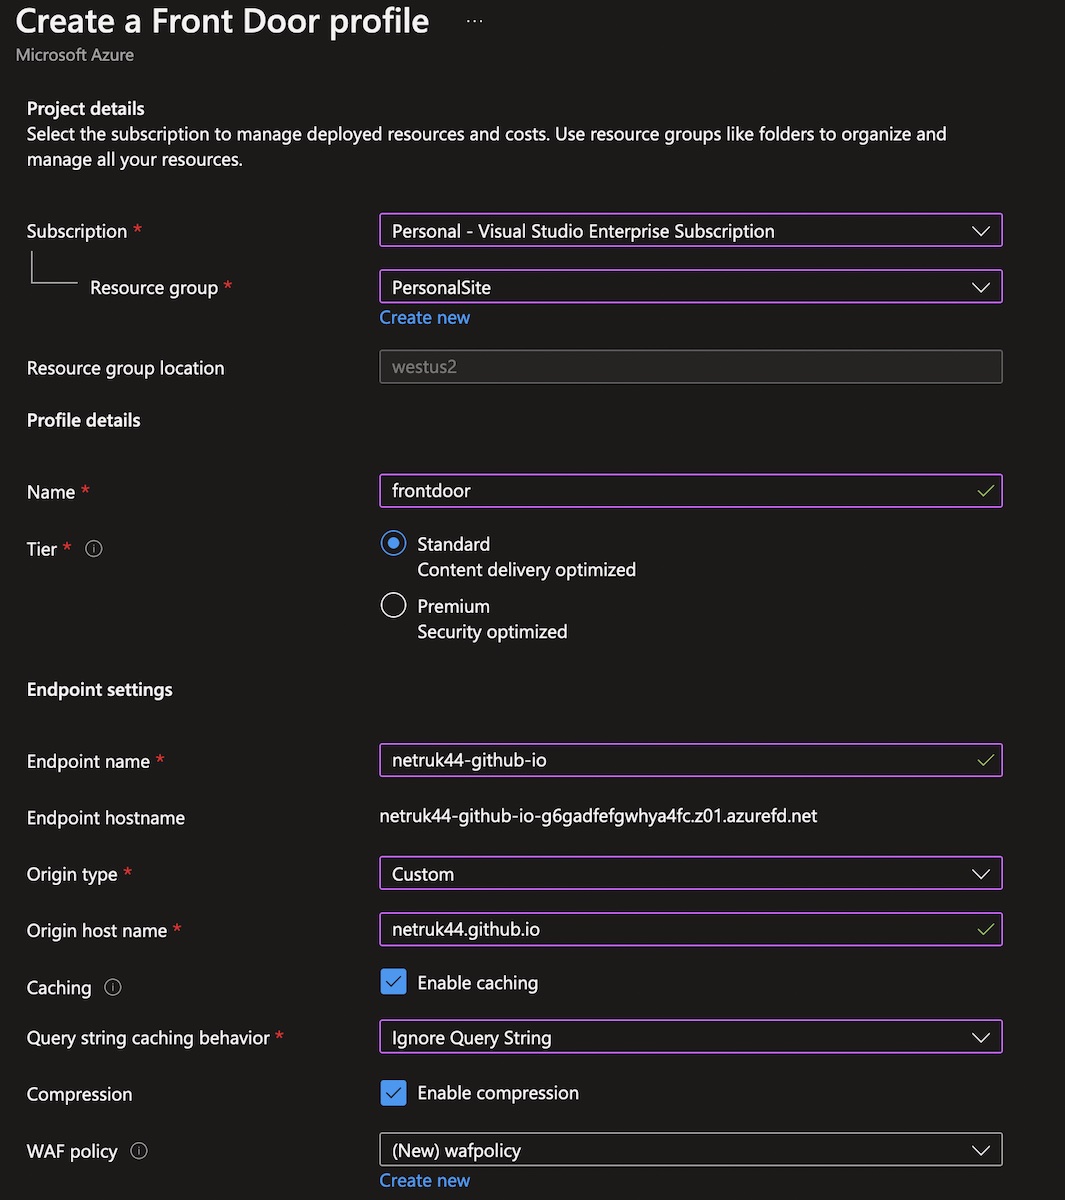 Create a Front Door profile ...
Microsoft Azure
Project details
Select the subscription to manage deployed resources and costs. Use resource groups like folders to organize and
manage all your resources.
Subscription * Personal - Visual Studio Enterprise Subscription
Resource group * PersonalSite
Create new
Resource group location westus2
Profile details
Name * frontdoor
Tier * Standard
Content delivery optimized
Premium
Security optimized
Endpoint settings
Endpoint name * netruk44-github-io
Endpoint hostname netruk44-github-io-g6gadfefgwhya4fc.z01.azurefd.net
Origin type * Custom
Origin host name * netruk44.github.io
Caching Enable caching
Query string caching behavior * Ignore Query String
Compression Enable compression
WAF policy (New) wafpolicy
Create new